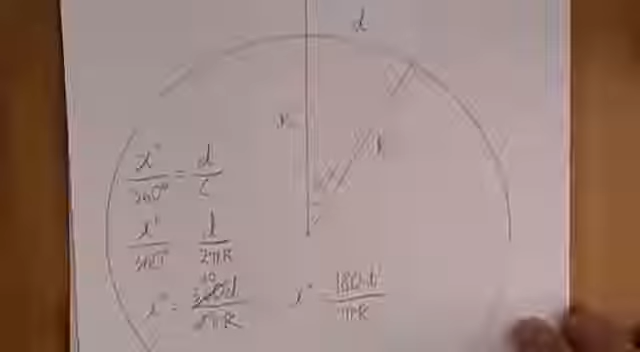 d
x°/360° = d/C
x°/360° d/2πR
x° = 360d/2πR
x° 180d/πR